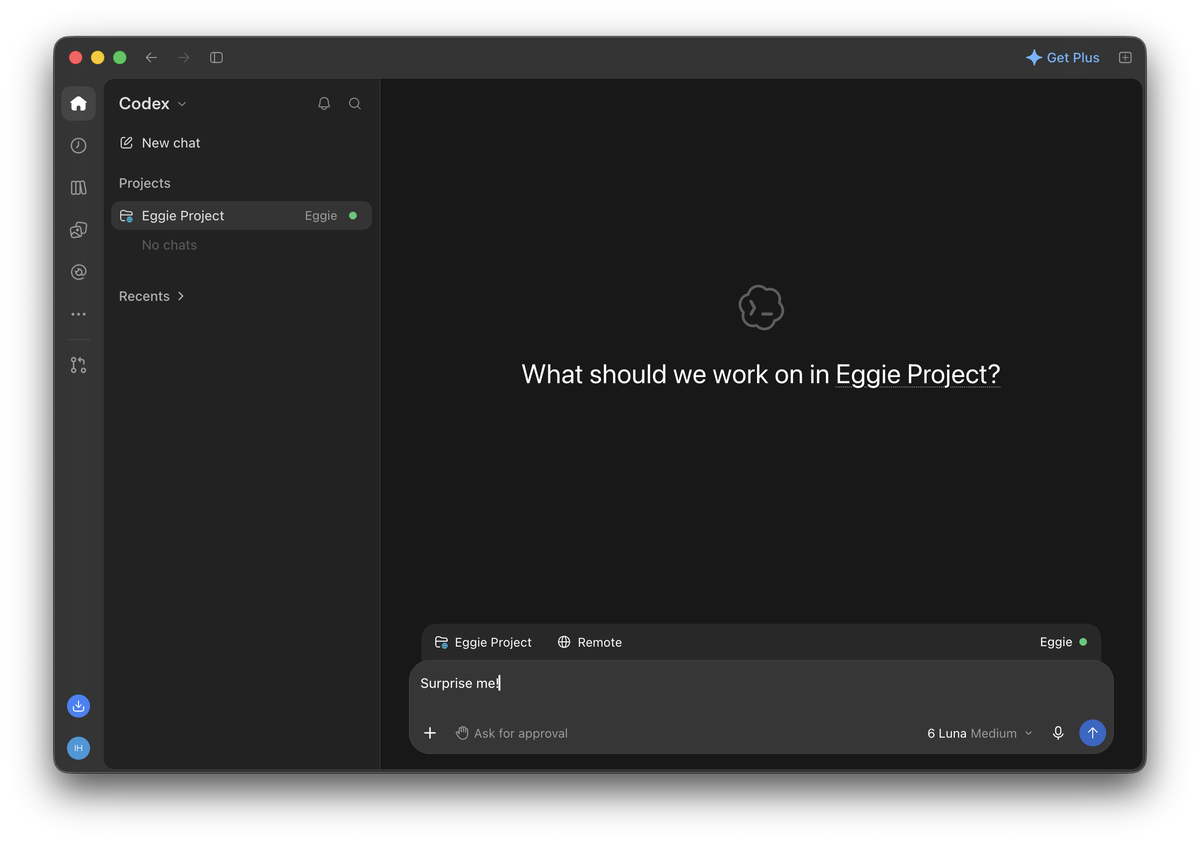 Get Plus
Codex
New chat
Projects
Eggie Project Eggie
No chats
Recents
What should we work on in Eggie Project?
Eggie Project Remote Eggie
Surprise me!
Ask for approval 6 Luna Medium
IH